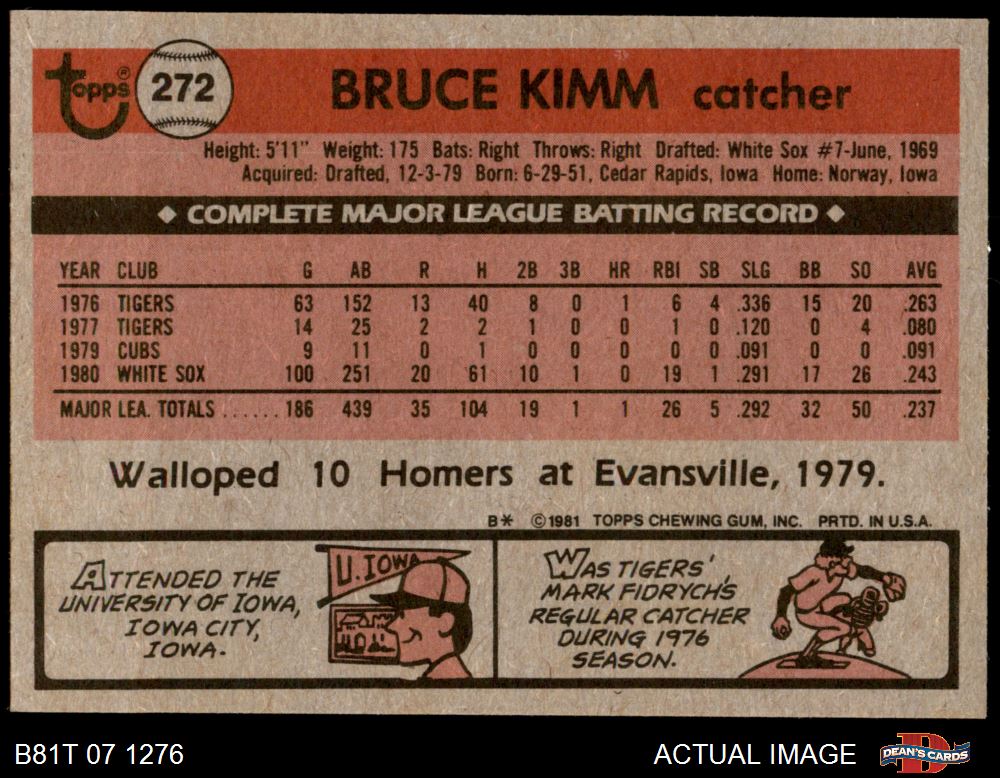 topps® 272 BRUCE KIMM catcher
Height: 5'11" Weight: 175 Bats: Right Throws: Right Drafted: White Sox #7-June, 1969
Acquired: Drafted, 12-3-79 Born: 6-29-51, Cedar Rapids, Iowa Home: Norway, Iowa
◆ COMPLETE MAJOR LEAGUE BATTING RECORD ◆
YEAR CLUB G AB R H 2B 3B HR RBI SB SLG BB SO AVG
1976 TIGERS 63 152 13 40 8 0 1 6 4 .336 15 20 .263
1977 TIGERS 14 25 2 2 1 0 0 1 0 .120 0 4 .080
1979 CUBS 9 11 0 1 0 0 0 0 0 .091 0 0 .091
1980 WHITE SOX 100 251 20 61 10 1 0 19 1 .291 17 26 .243
MAJOR LEA. TOTALS ...... 186 439 35 104 19 1 1 26 5 .292 32 50 .237
Walloped 10 Homers at Evansville, 1979.
B* ©1981 TOPPS CHEWING GUM, INC. PRTD. IN U.S.A.
ATTENDED THE
UNIVERSITY OF IOWA,
IOWA CITY,
IOWA.
U. IOWA
WAS TIGERS'
MARK FIDRYCH'S
REGULAR CATCHER
DURING 1976
SEASON.
B81T 07 1276
ACTUAL IMAGE
DEAN'S CARDS